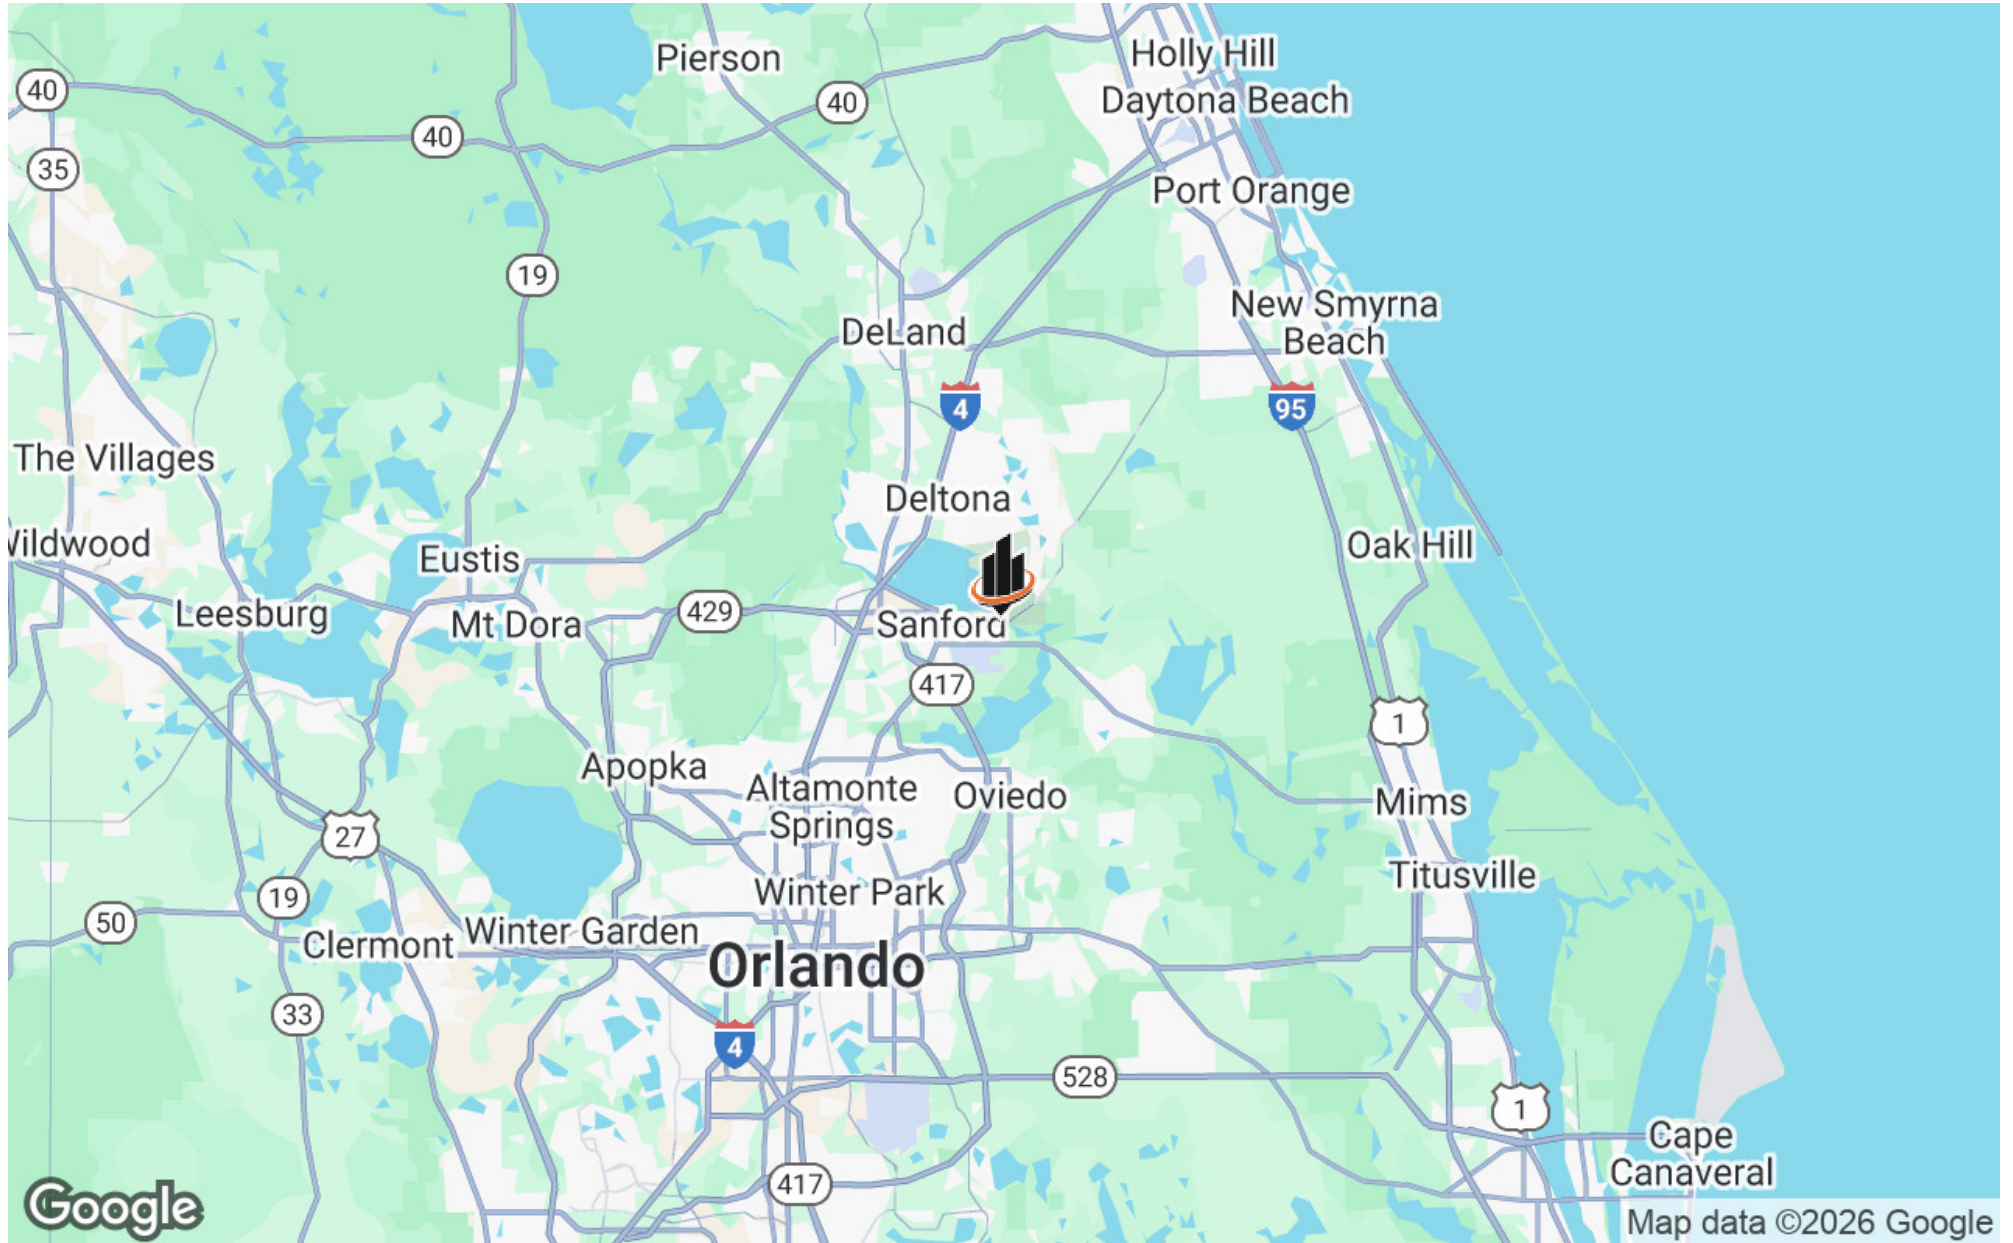 Holly Hill
Pierson
40
Daytona Beach
40
40
35
Port Orange
19
New Smyrna
Beach
DeLand
4
95
The Villages
Deltona
Wildwood
Oak Hill
Eustis
Leesburg
429
Mt Dora
Sanford
417
1
Apopka
Altamonte
Springs
Oviedo
Mims
27
Titusville
19
Winter Park
50
Winter Garden
Clermont
Orlando
33
4
528
1
Cape
Canaveral
417
Google
Map data ©2026 Google